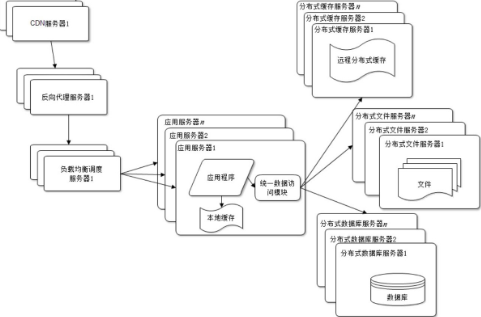 CDN服务器1
反向代理服务器1
负载均衡调度
服务器1
应用服务器n
应用服务器2
应用服务器1
应用程序
本地缓存
统一数据访
问模块
分布式缓存服务器n
分布式缓存服务器2
分布式缓存服务器1
远程分布式缓存
分布式文件服务器n
分布式文件服务器2
分布式文件服务器1
文件
分布式数据库服务器n
分布式数据库服务器2
分布式数据库服务器1
数据库